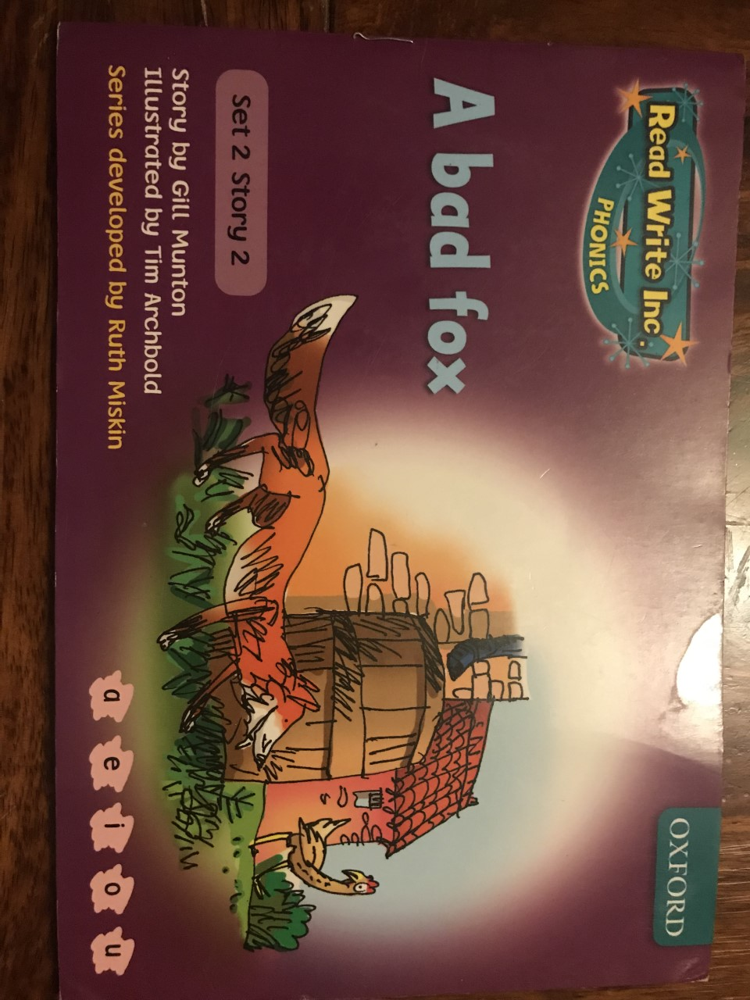 Read Write Inc.
PHONICS
OXFORD
A bad fox
Set 2 Story 2
Story by Gill Munton
Illustrated by Tim Archbold
Series developed by Ruth Miskin
a e i o u